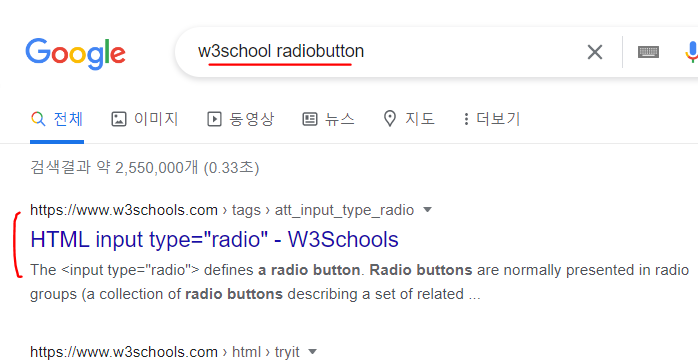 Google
w3school radiobutton
전체 이미지 동영상 뉴스 지도 더보기
검색결과 약 2,550,000개 (0.33초)
https://www.w3schools.com › tags › att_input_type_radio
HTML input type="radio" - W3Schools
The <input type="radio"> defines a radio button. Radio buttons are normally presented in radio
groups (a collection of radio buttons describing a set of related ...
https://www.w3schools.com › html › tryit